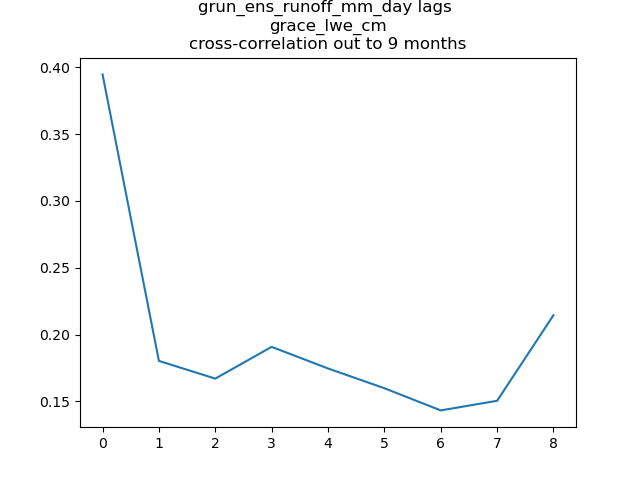 grun_ens_runoff_mm_day lags
grace_lwe_cm
cross-correlation out to 9 months
0.40
0.35
0.30
0.25
0.20
0.15
0 1 2 3 4 5 6 7 8